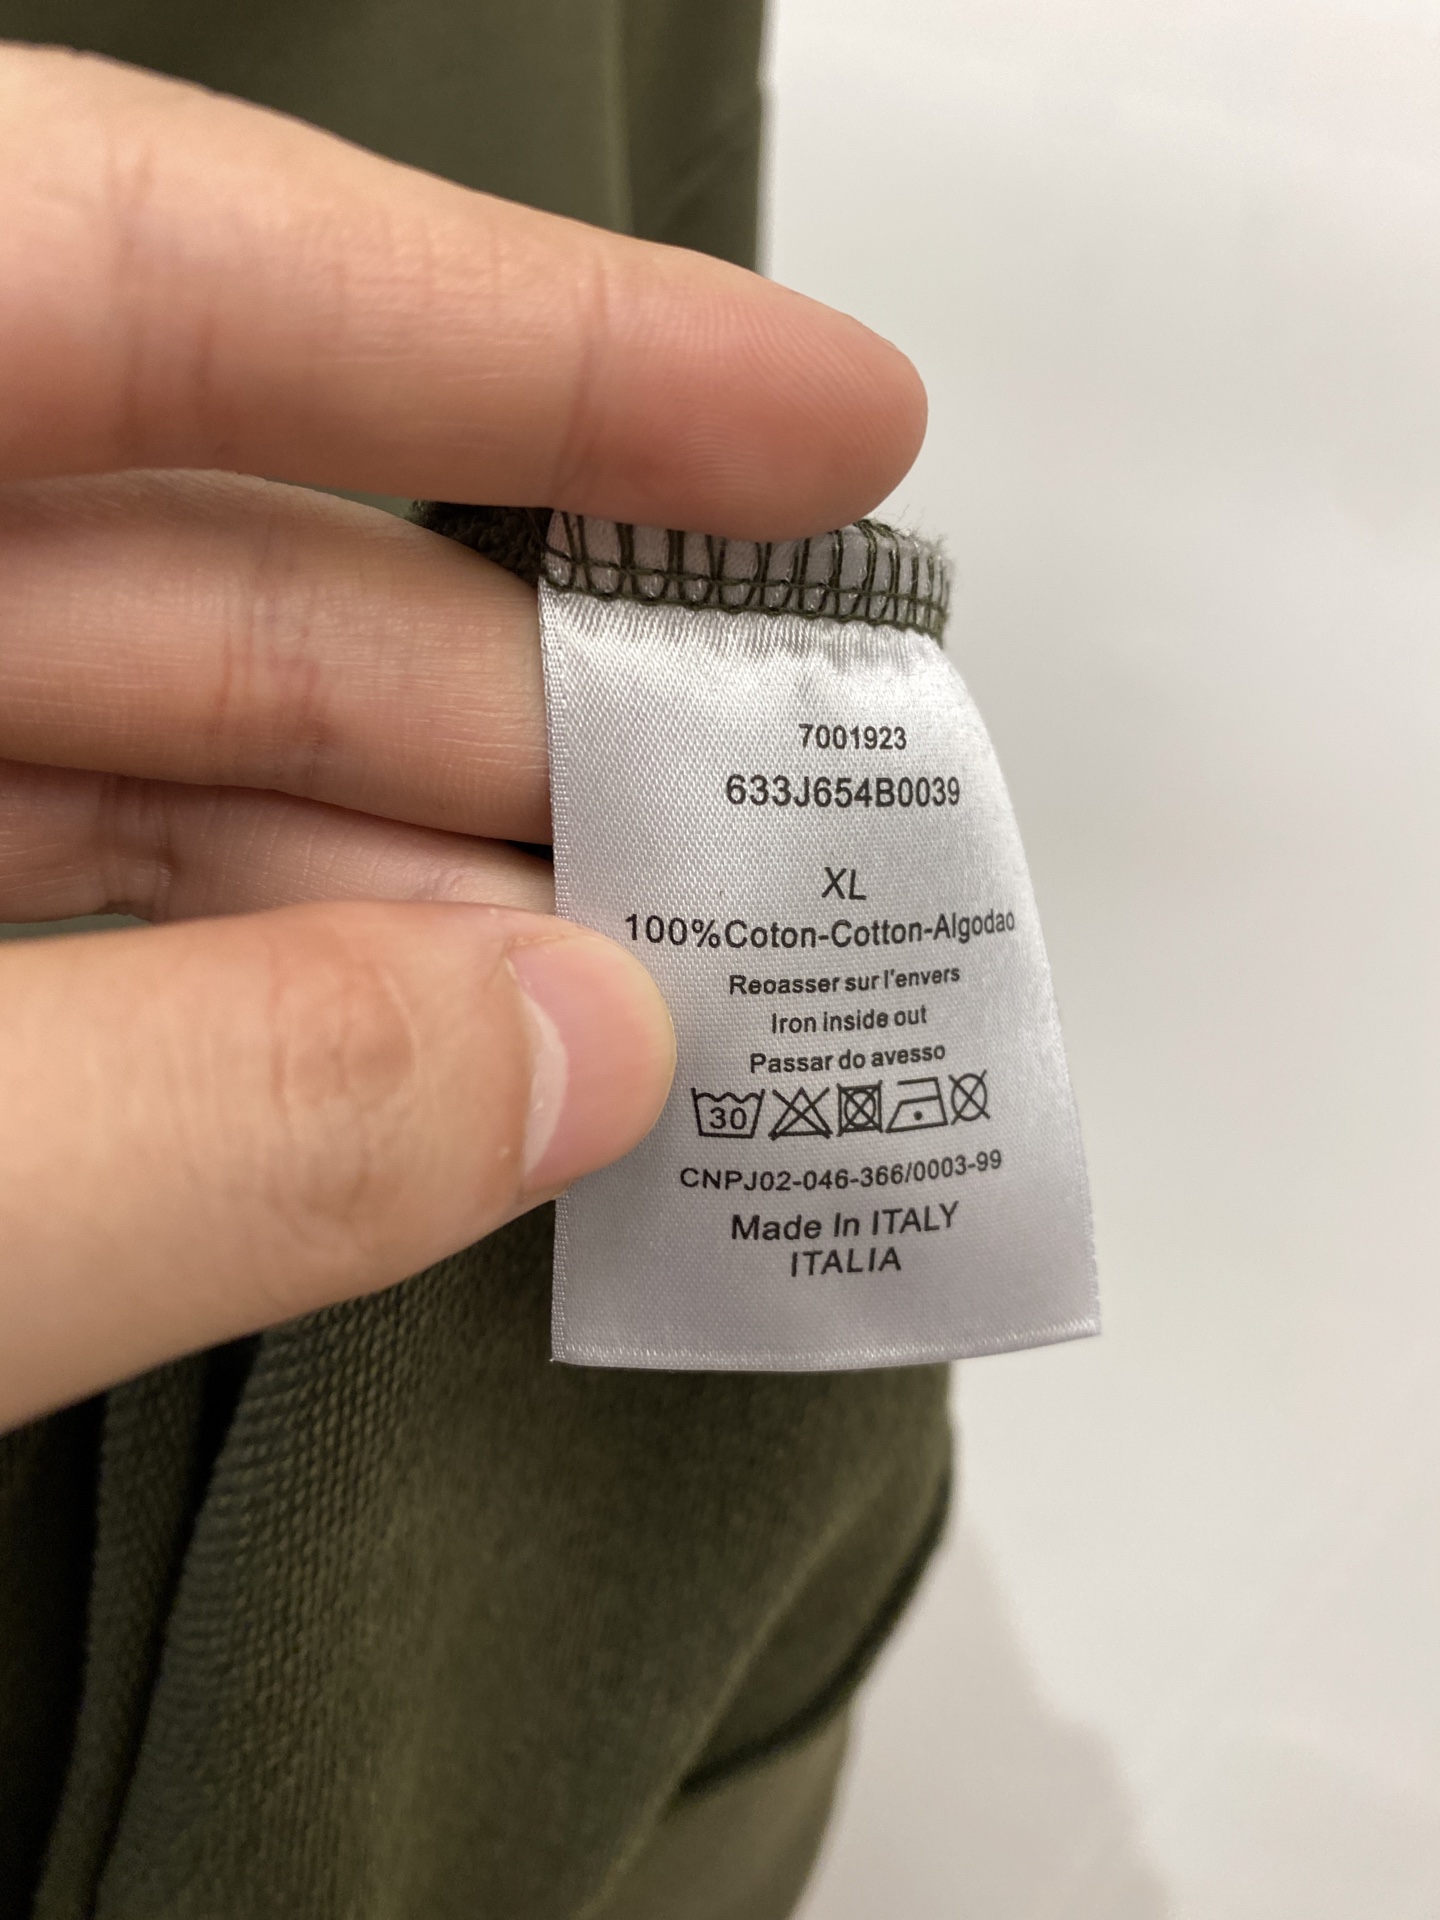 7001923
633J654B0039
XL
100%Coton-Cotton-Algodao
Reoasser sur l'envers
Iron inside out
Passar do avesso
30
CNPJ02-046-366/0003-99
Made In ITALY
ITALIA